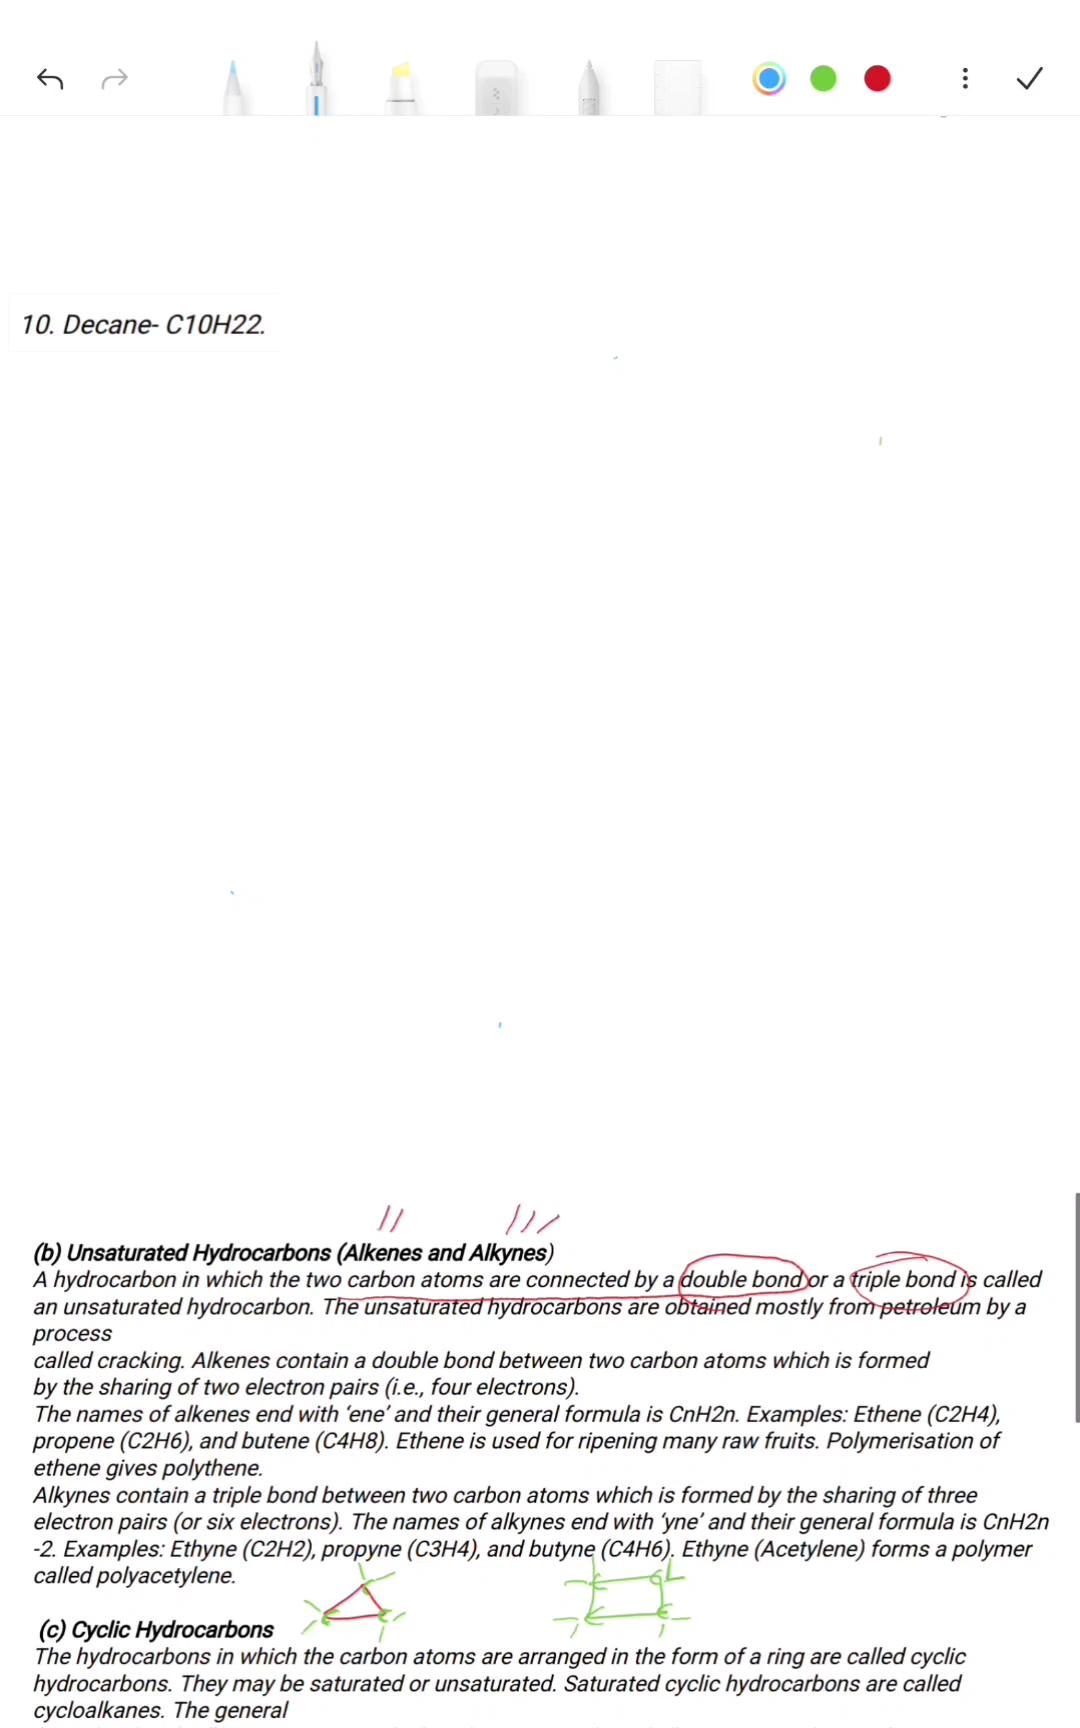 10. Decane- C10H22.
(b) Unsaturated Hydrocarbons (Alkenes and Alkynes)
A hydrocarbon in which the two carbon atoms are connected by a double bond or a triple bond is called
an unsaturated hydrocarbon. The unsaturated hydrocarbons are obtained mostly from petroleum by a
process
called cracking. Alkenes contain a double bond between two carbon atoms which is formed
by the sharing of two electron pairs (i.e., four electrons).
The names of alkenes end with ‘ene’ and their general formula is CnH2n. Examples: Ethene (C2H4),
propene (C2H6), and butene (C4H8). Ethene is used for ripening many raw fruits. Polymerisation of
ethene gives polythene.
Alkynes contain a triple bond between two carbon atoms which is formed by the sharing of three
electron pairs (or six electrons). The names of alkynes end with ‘yne’ and their general formula is CnH2n
-2. Examples: Ethyne (C2H2), propyne (C3H4), and butyne (C4H6). Ethyne (Acetylene) forms a polymer
called polyacetylene.
(c) Cyclic Hydrocarbons
The hydrocarbons in which the carbon atoms are arranged in the form of a ring are called cyclic
hydrocarbons. They may be saturated or unsaturated. Saturated cyclic hydrocarbons are called
cycloalkanes. The general